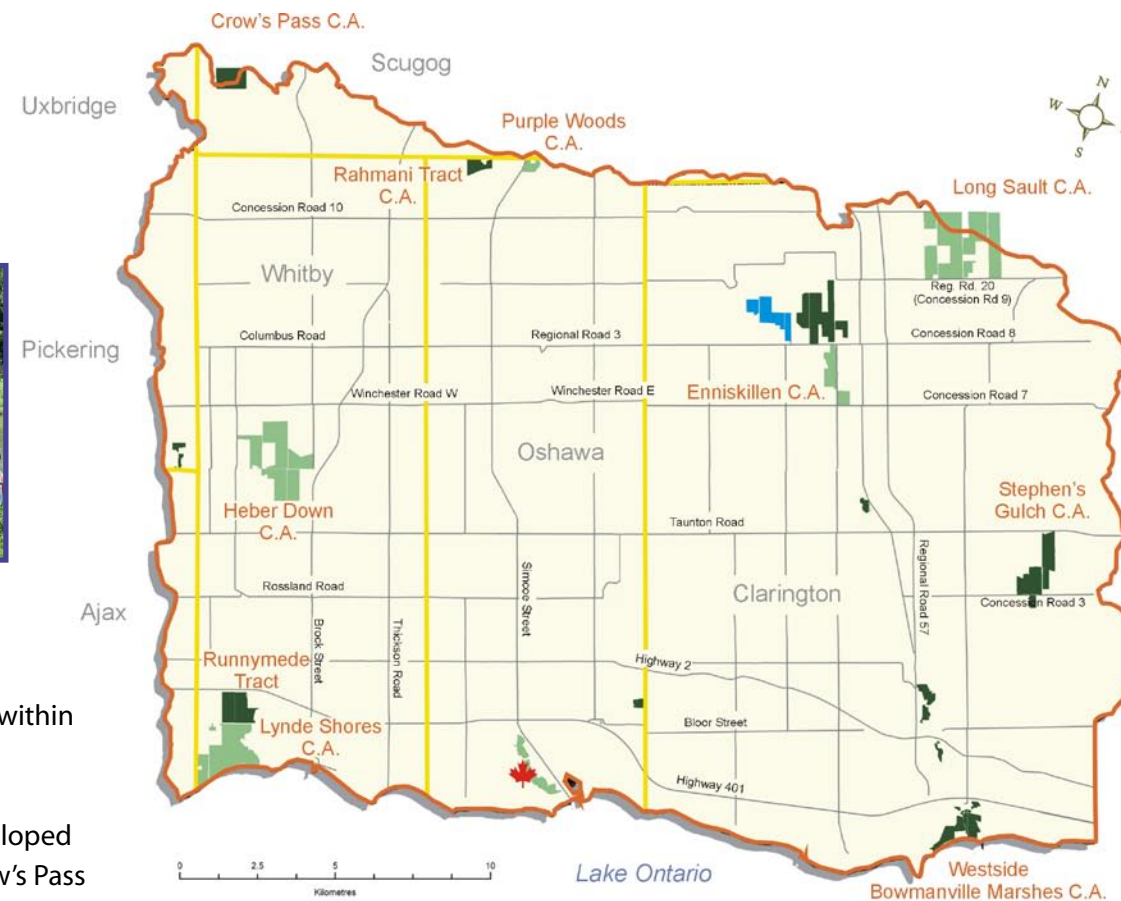 Crow's Pass C.A.
Scugog
Uxbridge
N
W
S
Purple Woods
C.A.
Rahmani Tract
C.A.
Long Sault C.A.
Concession Road 10
Whitby
Reg. Rd. 20
(Concession Rd 9)
Pickering
Columbus Road
Regional Road 3
Concession Road 8
Winchester Road W
Winchester Road E
Enniskillen C.A.
Concession Road 7
Oshawa
Heber Down
C.A.
Stephen's
Gulch C.A.
Taunton Road
Regional Road 57
Rossland Road
Simcoe Street
Clarington
Concession Road 3
Ajax
Brock Street
Thickson Road
Runnymede
Tract
Highway 2
within
Lynde Shores
C.A.
Bloor Street
Highway 401
loped
w's Pass
0 2.5 5 10
Kilometres
Lake Ontario
Westside
Bowmanville Marshes C.A.